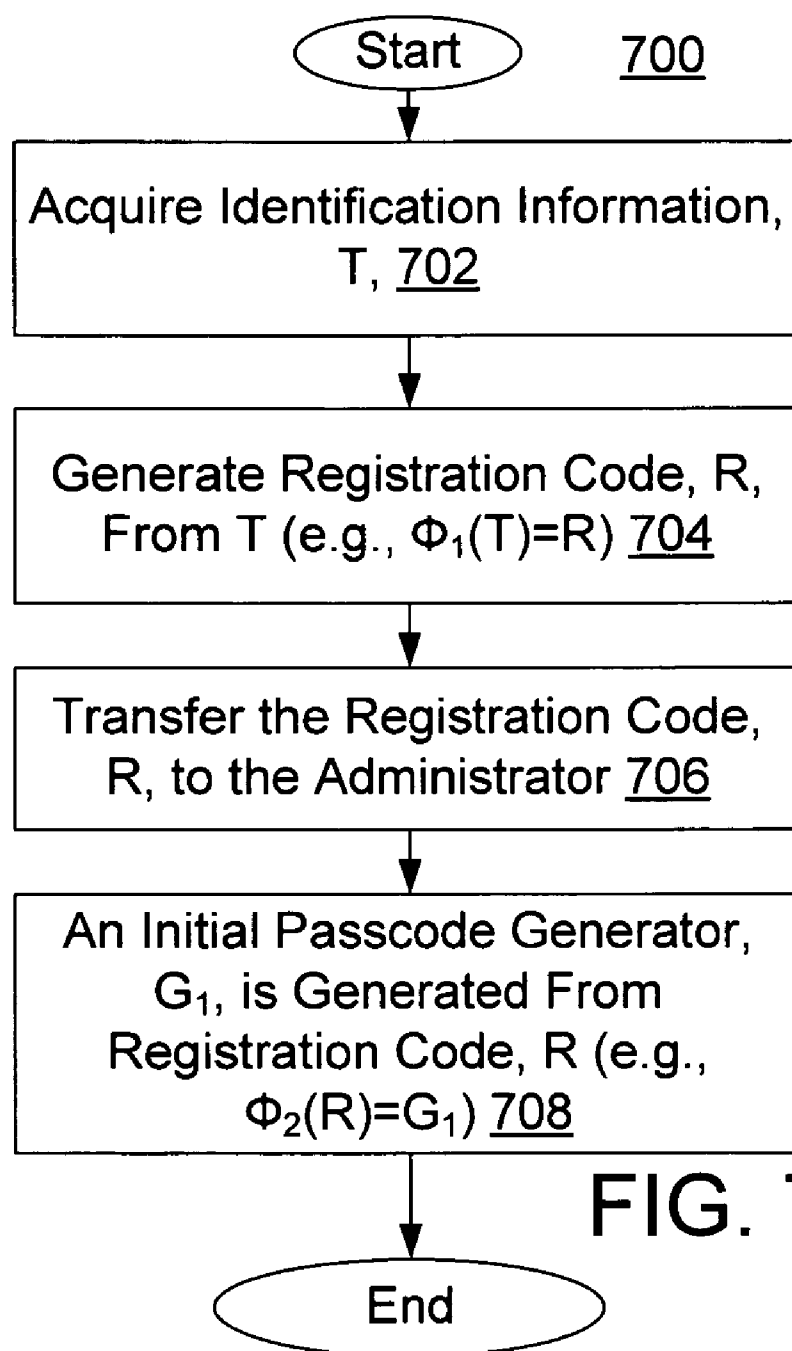 Start
700
Acquire Identification Information,
T, 702
Generate Registration Code, R,
From T (e.g., Φ₁(T)=R) 704
Transfer the Registration Code,
R, to the Administrator 706
An Initial Passcode Generator,
G₁, is Generated From
Registration Code, R (e.g.,
Φ₂(R)=G₁) 708
FIG.
End